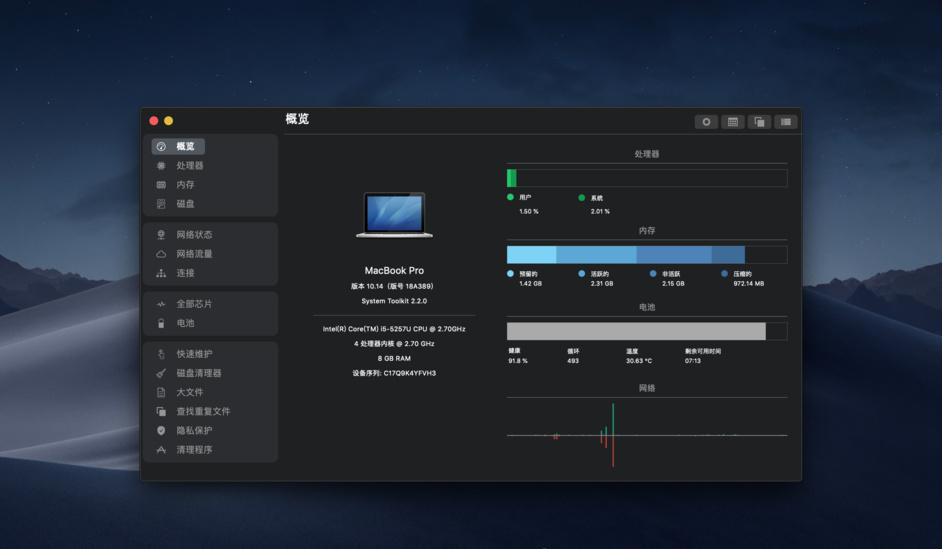 概览
概览
处理器
内存
磁盘
网络状态
网络流量
连接
全部芯片
电池
快速维护
磁盘清理器
大文件
查找重复文件
隐私保护
清理程序
MacBook Pro
版本 10.14（版号 18A389）
System Toolkit 2.2.0
Intel(R) Core(TM) i5-5257U CPU @ 2.70GHz
4 处理器内核 @ 2.70 GHz
8 GB RAM
设备序列: C17Q9K4YFVH3
处理器
用户 系统
1.50 % 2.01 %
内存
预留的 活跃的 非活跃 压缩的
1.42 GB 2.31 GB 2.15 GB 972.14 MB
电池
健康 循环 温度 剩余可用时间
91.8 % 493 30.63 °C 07:13
网络